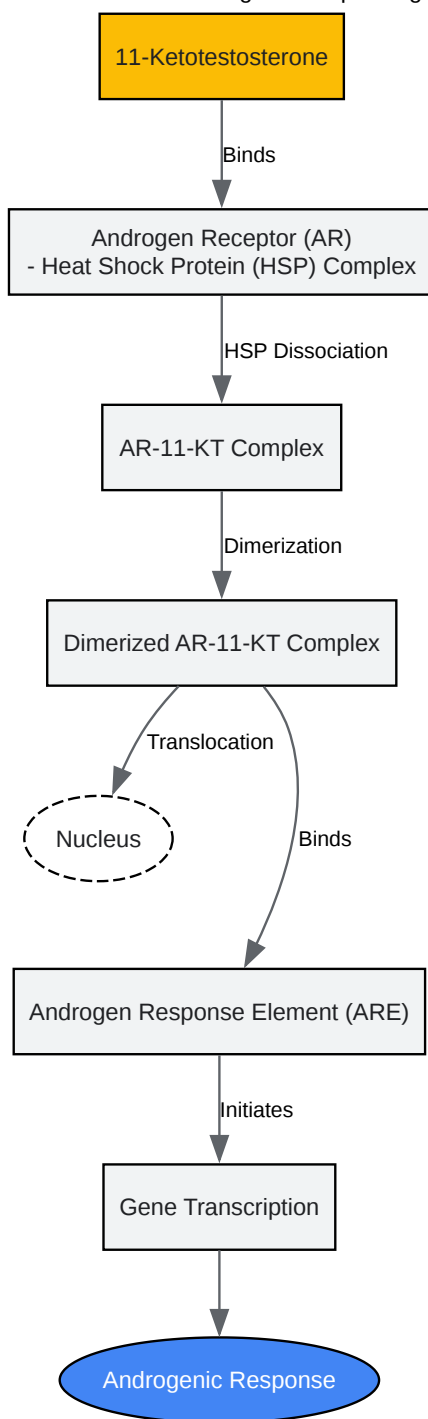 11-Ketotestosterone
Binds
Androgen Receptor (AR)
- Heat Shock Protein (HSP) Complex
HSP Dissociation
AR-11-KT Complex
Dimerization
Dimerized AR-11-KT Complex
Translocation
Nucleus
Binds
Androgen Response Element (ARE)
Initiates
Gene Transcription
Androgenic Response